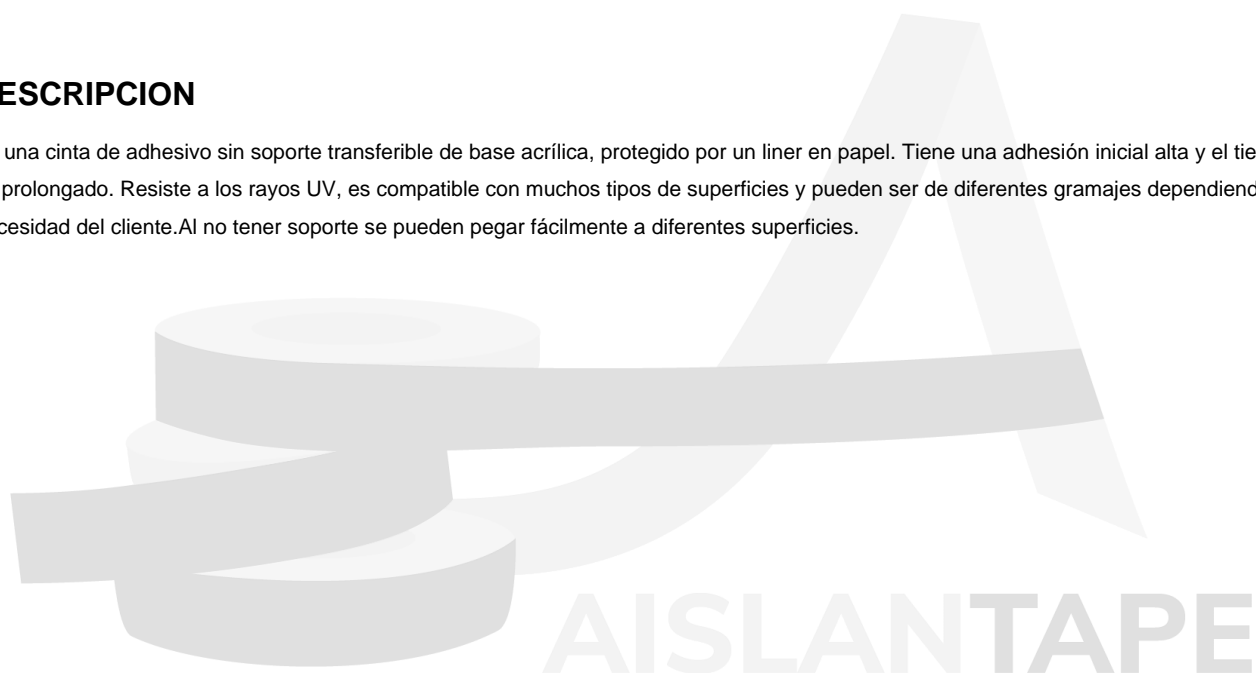 ESCRIPCION
una cinta de adhesivo sin soporte transferible de base acrílica, protegido por un liner en papel. Tiene una adhesión inicial alta y el tie
prolongado. Resiste a los rayos UV, es compatible con muchos tipos de superficies y pueden ser de diferentes gramajes dependiend
cesidad del cliente.Al no tener soporte se pueden pegar fácilmente a diferentes superficies.
AISLANTAPE